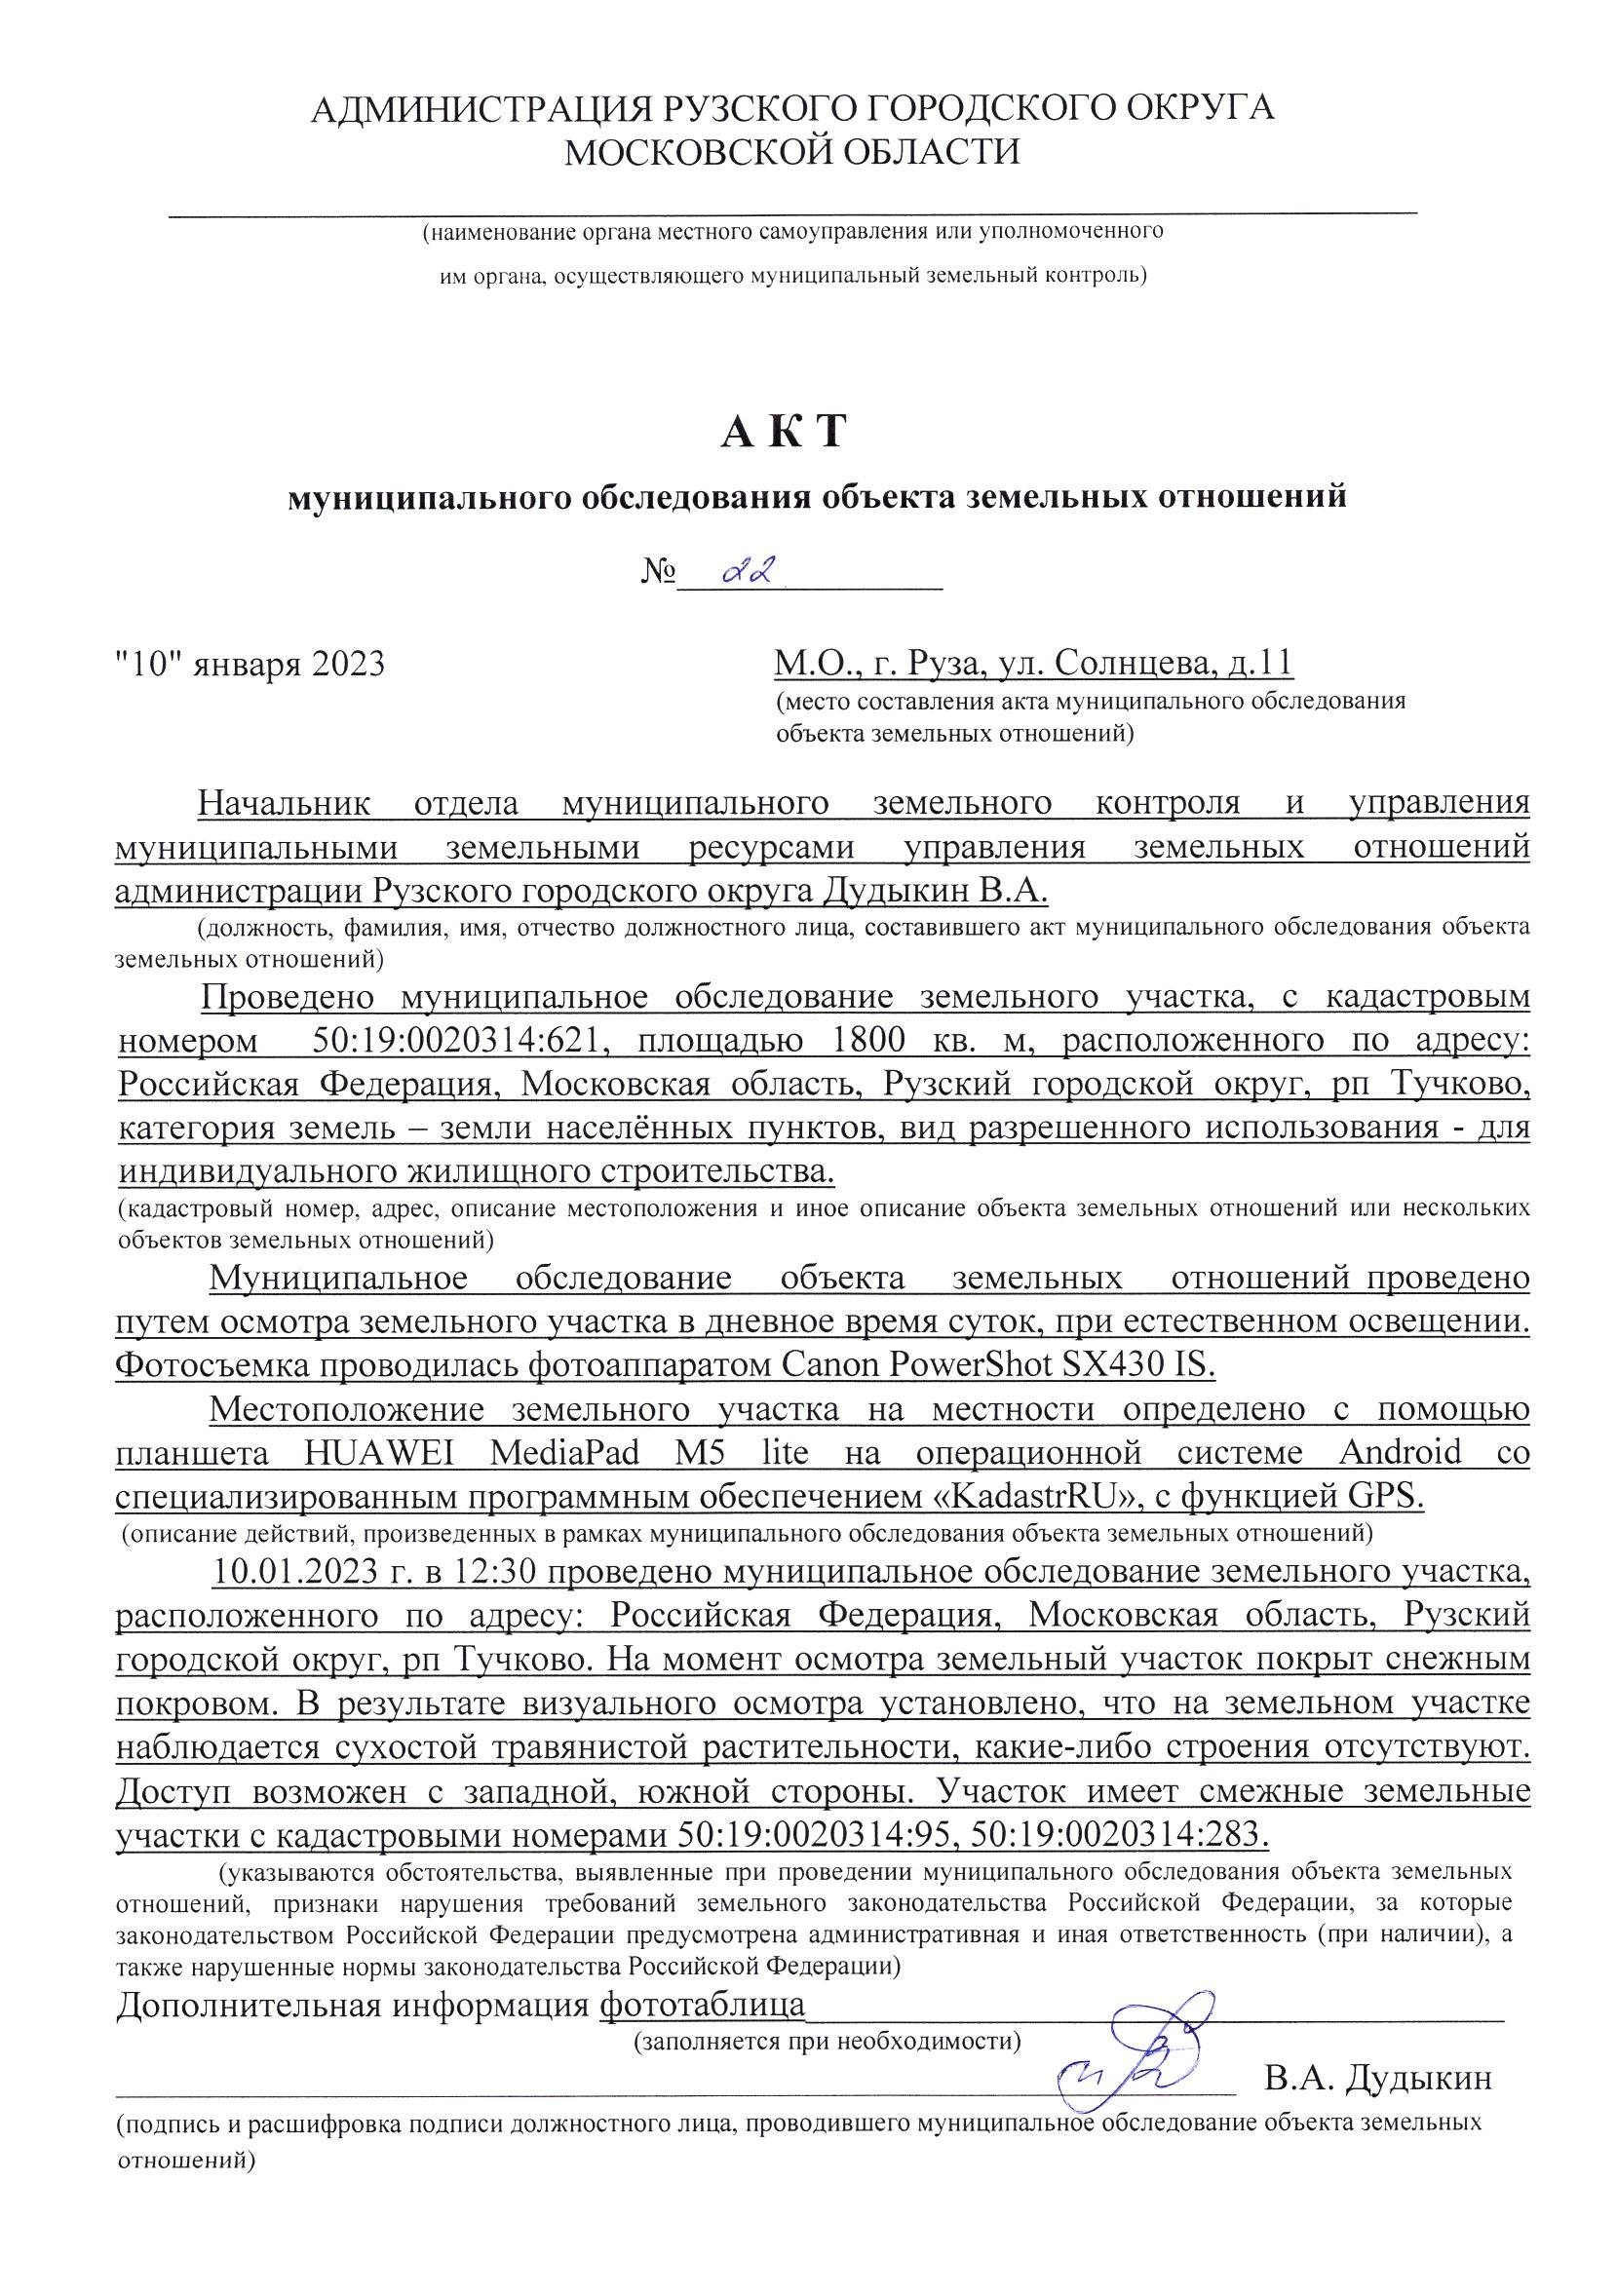 АДМИНИСТРАЦИЯ РУЗСКОГО ГОРОДСКОГО ОКРУГА
МОСКОВСКОЙ ОБЛАСТИ
(наименование органа местного самоуправления или уполномоченного
им органа, осуществляющего муниципальный земельный контроль)
А К Т
муниципального обследования объекта земельных отношений
№ 22
"10" января 2023 М.О., г. Руза, ул. Солнцева, д.11
(место составления акта муниципального обследования
объекта земельных отношений)
Начальник отдела муниципального земельного контроля и управления
муниципальными земельными ресурсами управления земельных отношений
администрации Рузского городского округа Дудыкин В.А.
(должность, фамилия, имя, отчество должностного лица, составившего акт муниципального обследования объекта
земельных отношений)
Проведено муниципальное обследование земельного участка, с кадастровым
номером 50:19:0020314:621, площадью 1800 кв. м, расположенного по адресу:
Российская Федерация, Московская область, Рузский городской округ, рп Тучково,
категория земель – земли населённых пунктов, вид разрешенного использования - для
индивидуального жилищного строительства.
(кадастровый номер, адрес, описание местоположения и иное описание объекта земельных отношений или нескольких
объектов земельных отношений)
Муниципальное обследование объекта земельных отношений проведено
путем осмотра земельного участка в дневное время суток, при естественном освещении.
Фотосъемка проводилась фотоаппаратом Canon PowerShot SX430 IS.
Местоположение земельного участка на местности определено с помощью
планшета HUAWEI MediaPad M5 lite на операционной системе Android со
специализированным программным обеспечением «KadastrRU», с функцией GPS.
(описание действий, произведенных в рамках муниципального обследования объекта земельных отношений)
10.01.2023 г. в 12:30 проведено муниципальное обследование земельного участка,
расположенного по адресу: Российская Федерация, Московская область, Рузский
городской округ, рп Тучково. На момент осмотра земельный участок покрыт снежным
покровом. В результате визуального осмотра установлено, что на земельном участке
наблюдается сухостой травянистой растительности, какие-либо строения отсутствуют.
Доступ возможен с западной, южной стороны. Участок имеет смежные земельные
участки с кадастровыми номерами 50:19:0020314:95, 50:19:0020314:283.
(указываются обстоятельства, выявленные при проведении муниципального обследования объекта земельных
отношений, признаки нарушения требований земельного законодательства Российской Федерации, за которые
законодательством Российской Федерации предусмотрена административная и иная ответственность (при наличии), а
также нарушенные нормы законодательства Российской Федерации)
Дополнительная информация фототаблица
(заполняется при необходимости)
В.А. Дудыкин
(подпись и расшифровка подписи должностного лица, проводившего муниципальное обследование объекта земельных
отношений)